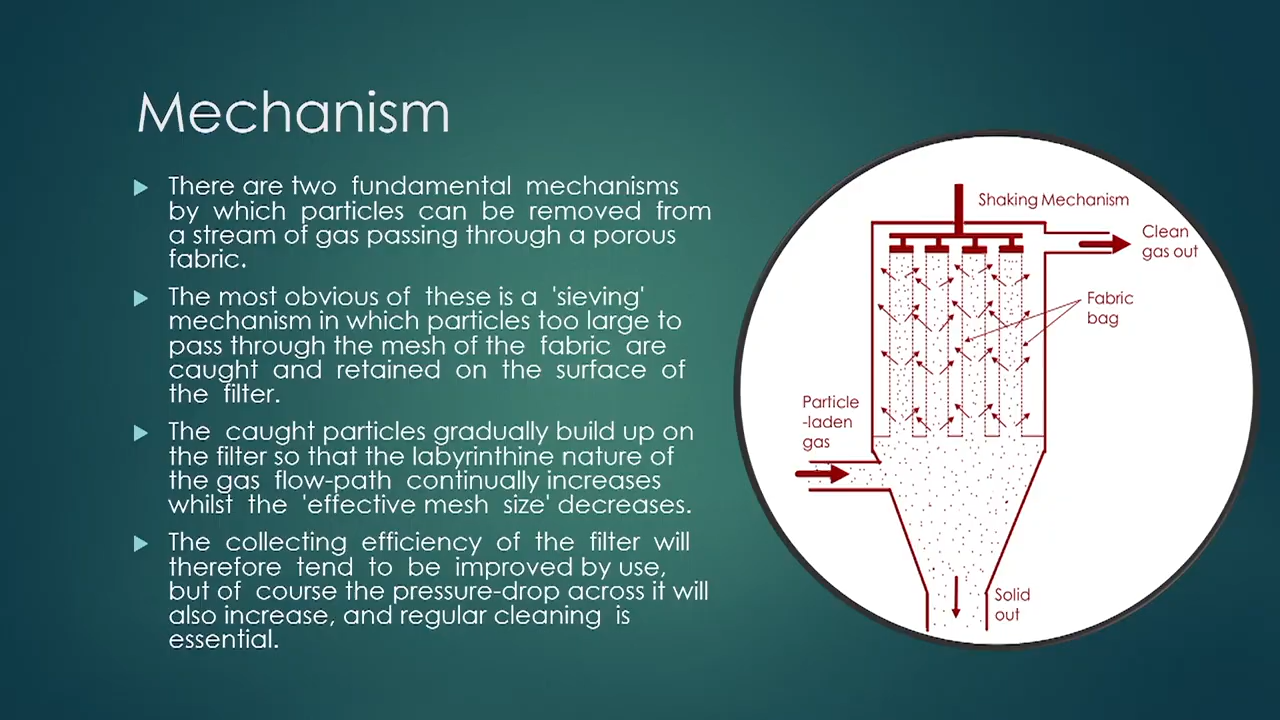 Mechanism
There are two fundamental mechanisms
by which particles can be removed from
a stream of gas passing through a porous
fabric.
The most obvious of these is a 'sieving'
mechanism in which particles too large to
pass through the mesh of the fabric are
caught and retained on the surface of
the filter.
The caught particles gradually build up on
the filter so that the labyrinthine nature of
the gas flow-path continually increases
whilst the 'effective mesh size' decreases.
The collecting efficiency of the filter will
therefore tend to be improved by use,
but of course the pressure-drop across it will
also increase, and regular cleaning is
essential.
Shaking Mechanism
Clean
gas out
Fabric
bag
Particle
-laden
gas
Solid
out